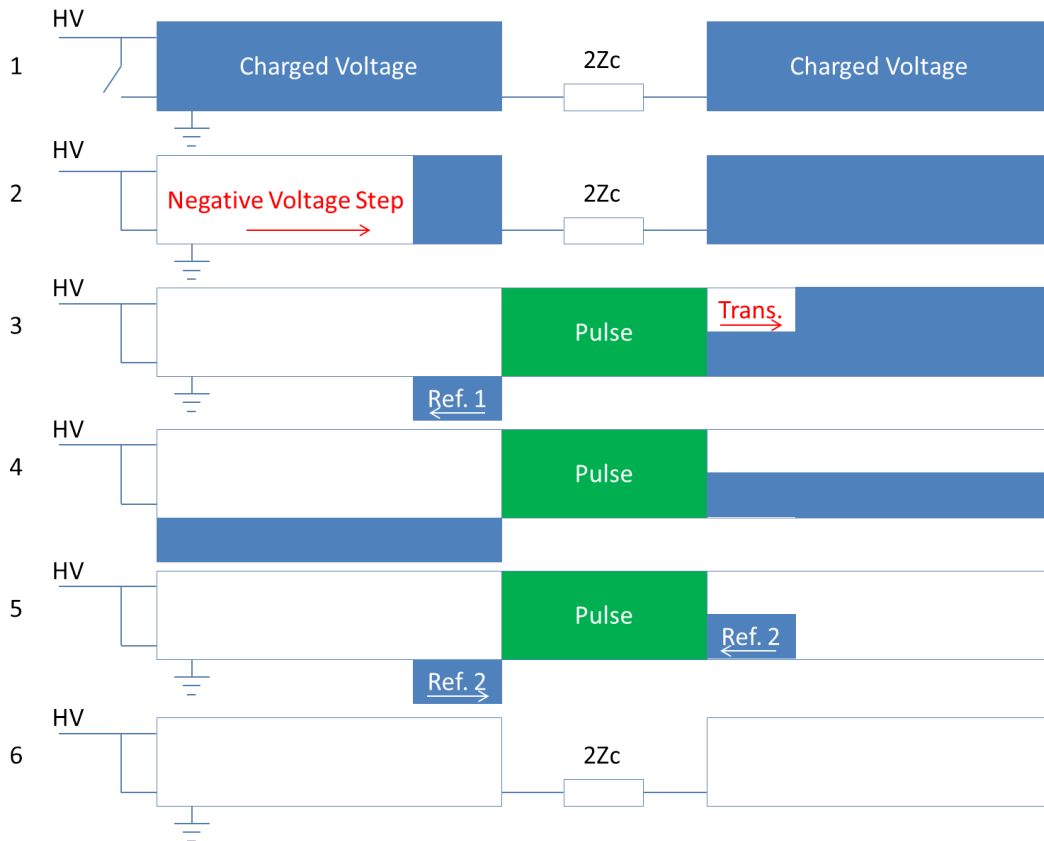 HV
1
Charged Voltage
2Zc
Charged Voltage
HV
2
Negative Voltage Step
2Zc
HV
3
Pulse
Trans.
Ref. 1
HV
4
Pulse
HV
5
Pulse
Ref. 2
Ref. 2
HV
6
2Zc